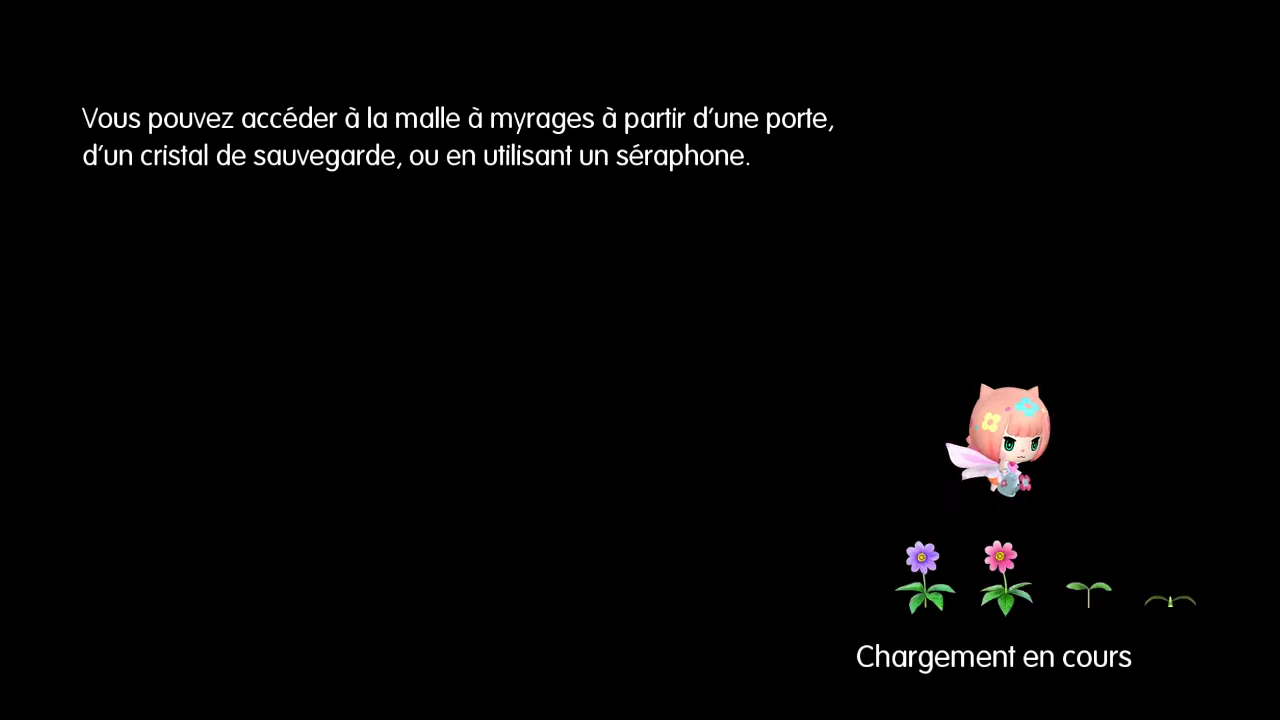 Vous pouvez accéder à la malle à myrages à partir d'une porte,
d'un cristal de sauvegarde, ou en utilisant un séraphone.
Chargement en cours